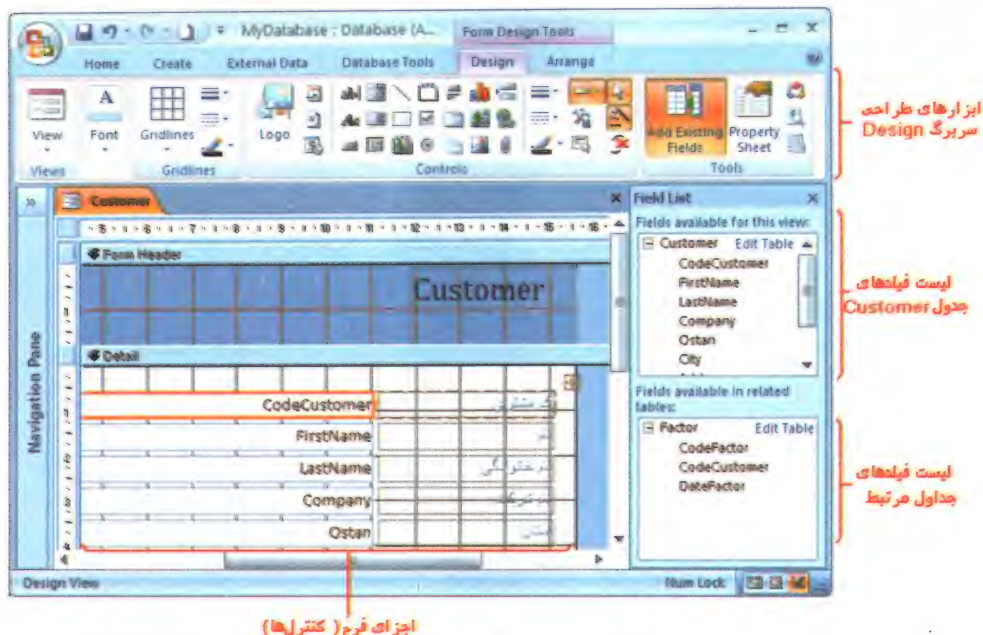 MyDatabase : Database (A...
Form Design Tools
Home Create External Data Database Tools Design Arrange
View
Font
Gridlines
Logo
Add Existing Fields
Property Sheet
Views
Gridlines
Controls
Tools
ابزارهای طراحی
سربرگ Design
Customer
Field List
Fields available for this view:
Customer Edit Table
CodeCustomer
FirstName
LastName
Company
Ostan
City
لیست فیلدهای
جدول Customer
Form Header
Customer
Detail
CodeCustomer
FirstName
LastName
Company
Ostan
نام
نام خانوادگی
Navigation Pane
Fields available in related
tables:
Factor Edit Table
CodeFactor
CodeCustomer
DateFactor
لیست فیلدهای
جداول مرتبط
Design View
Num Lock
اجزای فرم( کنترل‌ها)